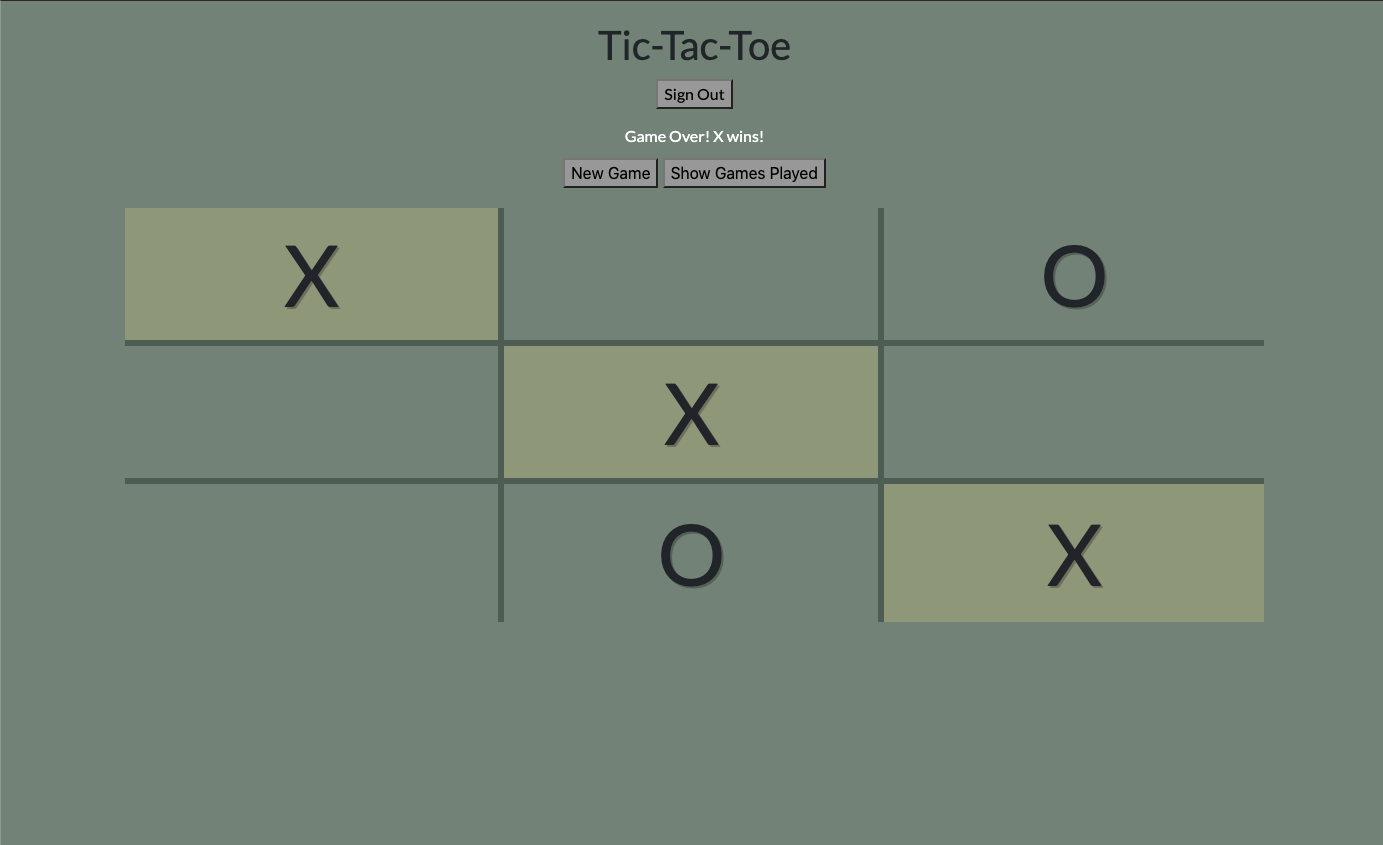 Tic-Tac-Toe
Sign Out
Game Over! X wins!
New Game Show Games Played
X O
X
O X